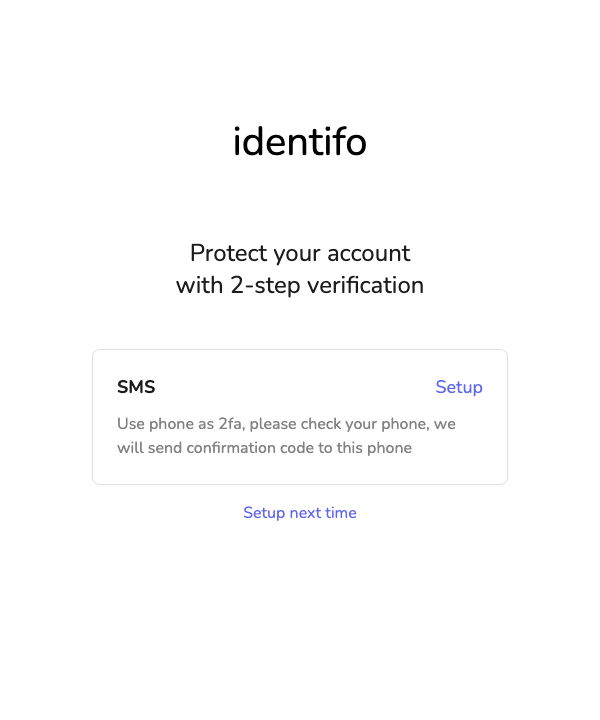 identifo
Protect your account
with 2-step verification
SMS
Setup
Use phone as 2fa, please check your phone, we
will send confirmation code to this phone
Setup next time